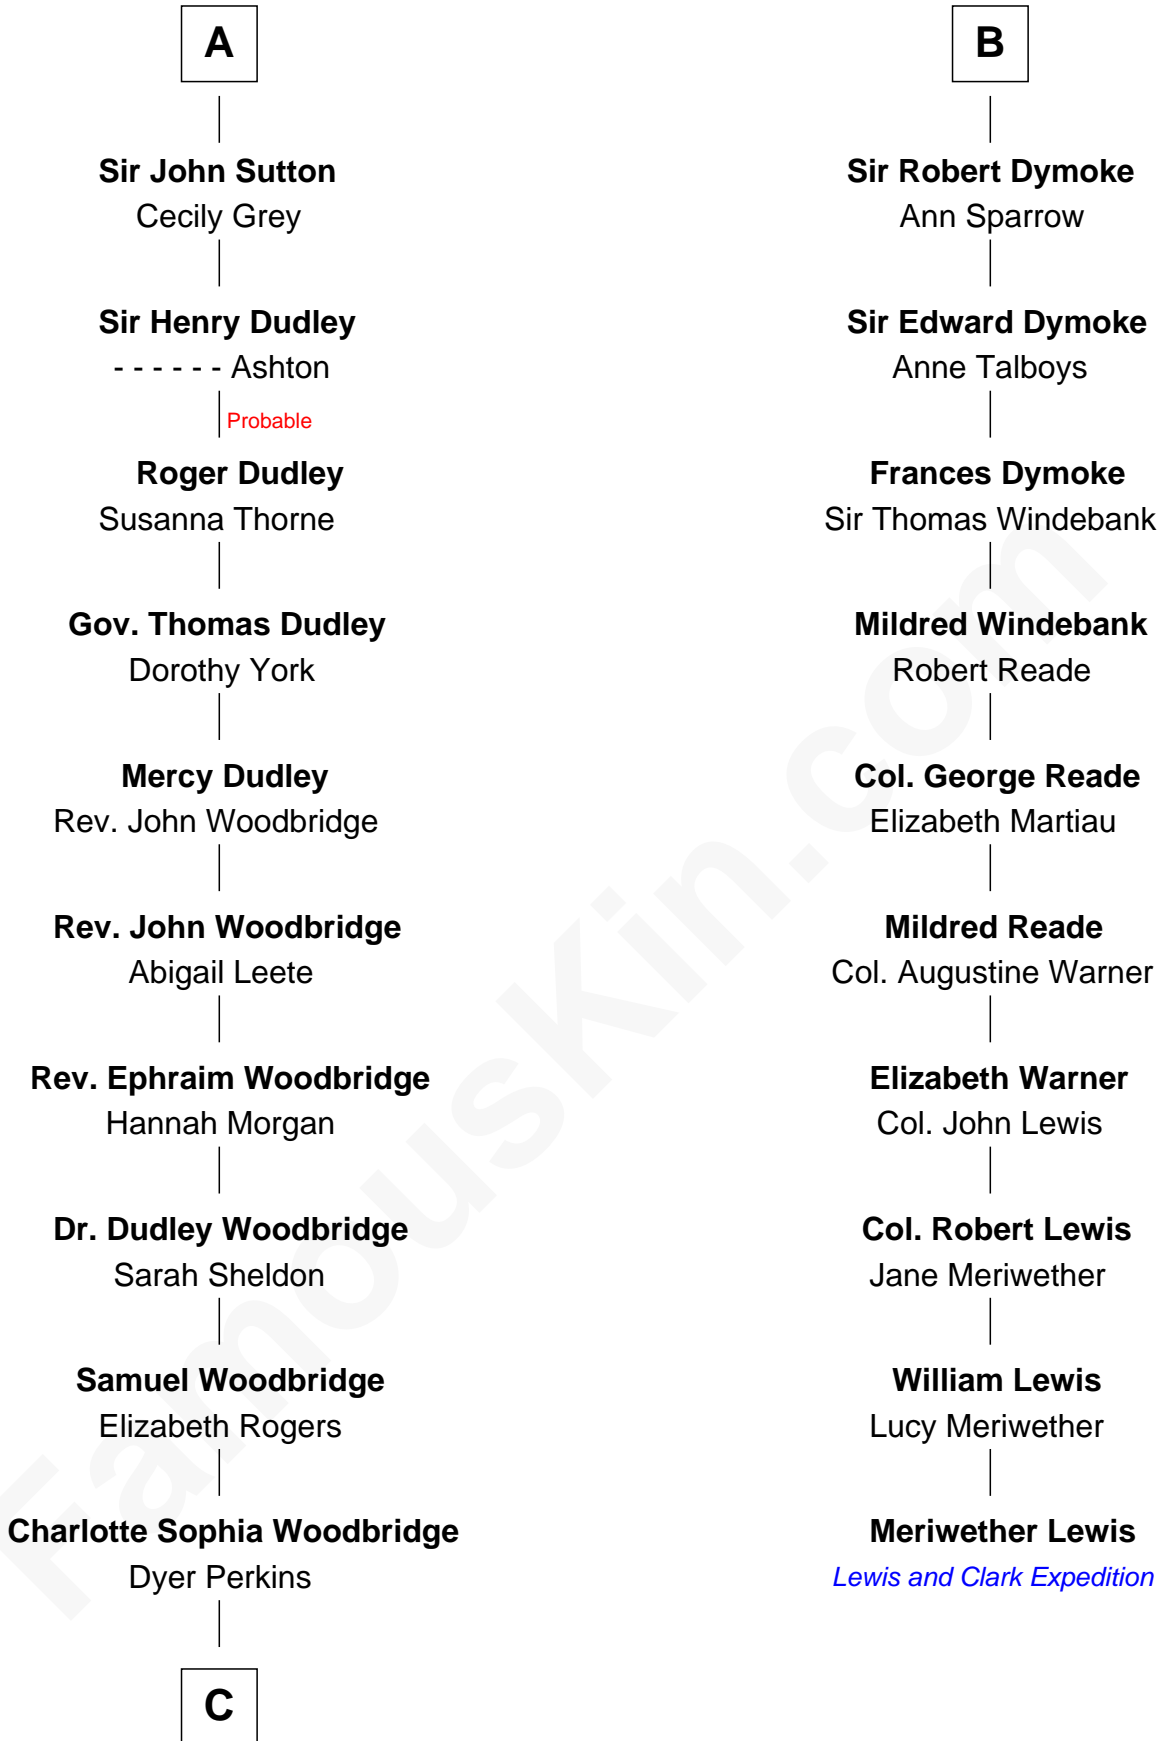 A
Sir John Sutton
Cecily Grey
Sir Henry Dudley
- - - - - - Ashton
Probable
Roger Dudley
Susanna Thorne
Gov. Thomas Dudley
Dorothy York
Mercy Dudley
Rev. John Woodbridge
Rev. John Woodbridge
Abigail Leete
Rev. Ephraim Woodbridge
Hannah Morgan
Dr. Dudley Woodbridge
Sarah Sheldon
Samuel Woodbridge
Elizabeth Rogers
Charlotte Sophia Woodbridge
Dyer Perkins
C
B
Sir Robert Dymoke
Ann Sparrow
Sir Edward Dymoke
Anne Talboys
Frances Dymoke
Sir Thomas Windebank
Mildred Windebank
Robert Reade
Col. George Reade
Elizabeth Martiau
Mildred Reade
Col. Augustine Warner
Elizabeth Warner
Col. John Lewis
Col. Robert Lewis
Jane Meriwether
William Lewis
Lucy Meriwether
Meriwether Lewis
Lewis and Clark Expedition
FamousKin.com